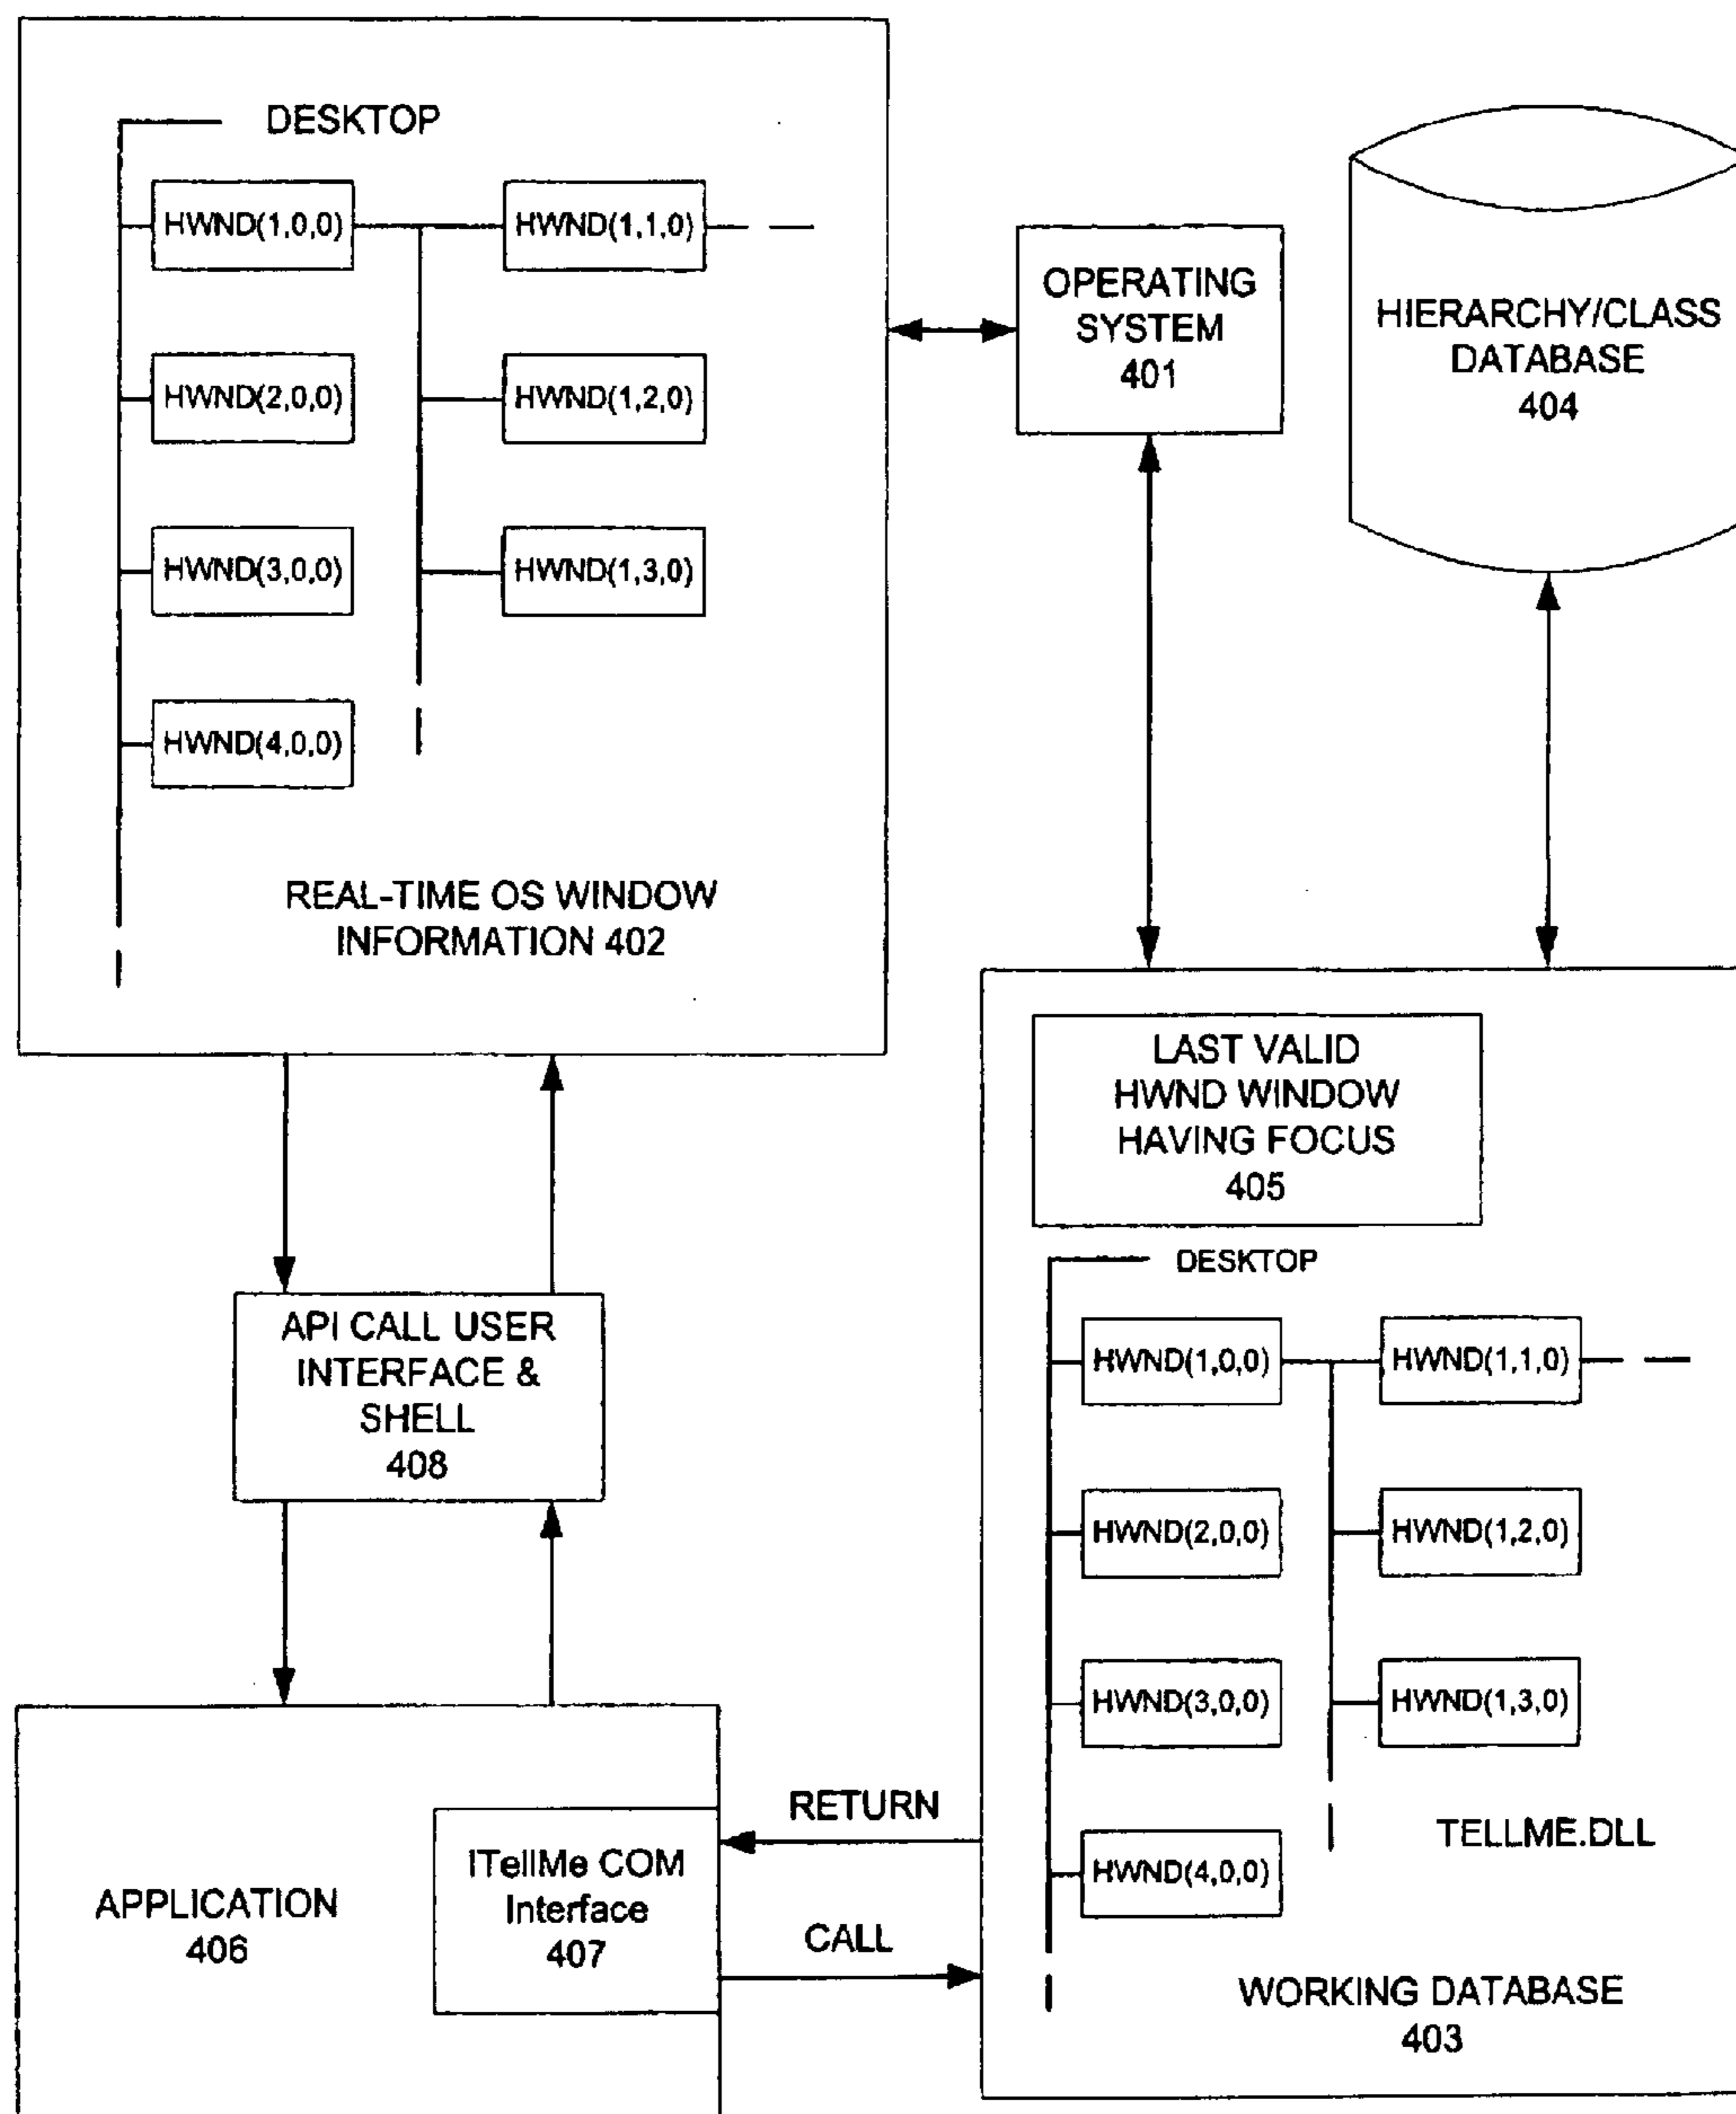 DESKTOP
HWND(1,0,0)
HWND(1,1,0)
HWND(2,0,0)
HWND(1,2,0)
HWND(3,0,0)
HWND(1,3,0)
HWND(4,0,0)
REAL-TIME OS WINDOW
INFORMATION 402
OPERATING
SYSTEM
401
HIERARCHY/CLASS
DATABASE
404
LAST VALID
HWND WINDOW
HAVING FOCUS
405
DESKTOP
HWND(1,0,0)
HWND(1,1,0)
HWND(2,0,0)
HWND(1,2,0)
HWND(3,0,0)
HWND(1,3,0)
HWND(4,0,0)
TELLME.DLL
WORKING DATABASE
403
API CALL USER
INTERFACE &
SHELL
408
APPLICATION
406
ITellMe COM
Interface
407
RETURN
CALL